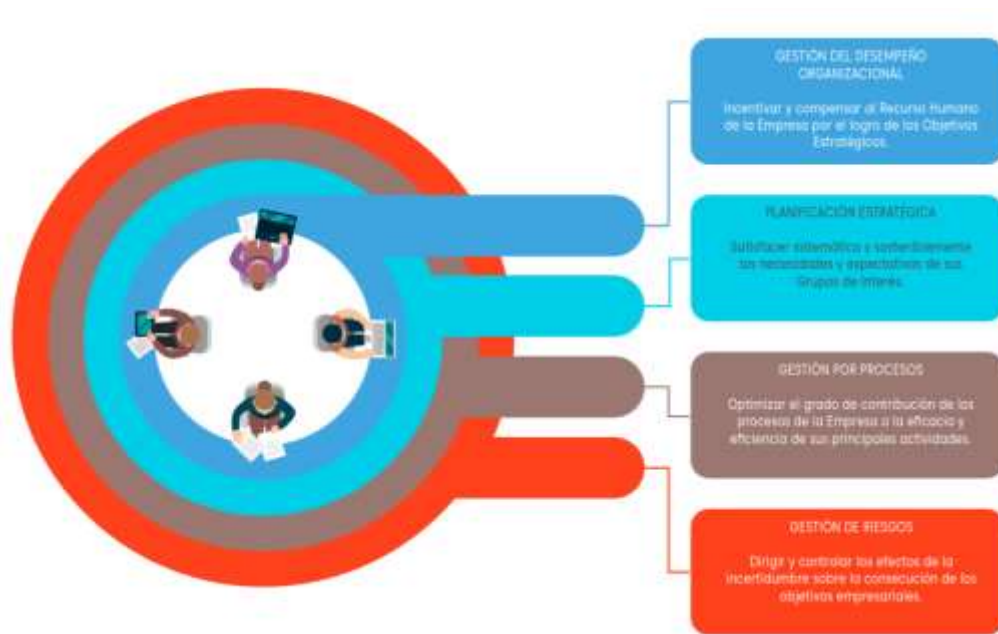 GESTIÓN DEL DESEMPEÑO
ORGANIZACIONAL
Incentivar y compensar al Recurso Humano
de la Empresa por el logro de los Objetivos
Estratégicos.
PLANIFICACIÓN ESTRATÉGICA
Satisfacer sistemática y sosteniblemente
las necesidades y expectativas de sus
Grupos de Interés.
GESTIÓN POR PROCESOS
Optimizar el grado de contribución de los
procesos de la Empresa a la eficacia y
eficiencia de sus principales actividades.
GESTIÓN DE RIESGOS
Dirigir y controlar los efectos de la
incertidumbre sobre la consecución de los
objetivos empresariales.